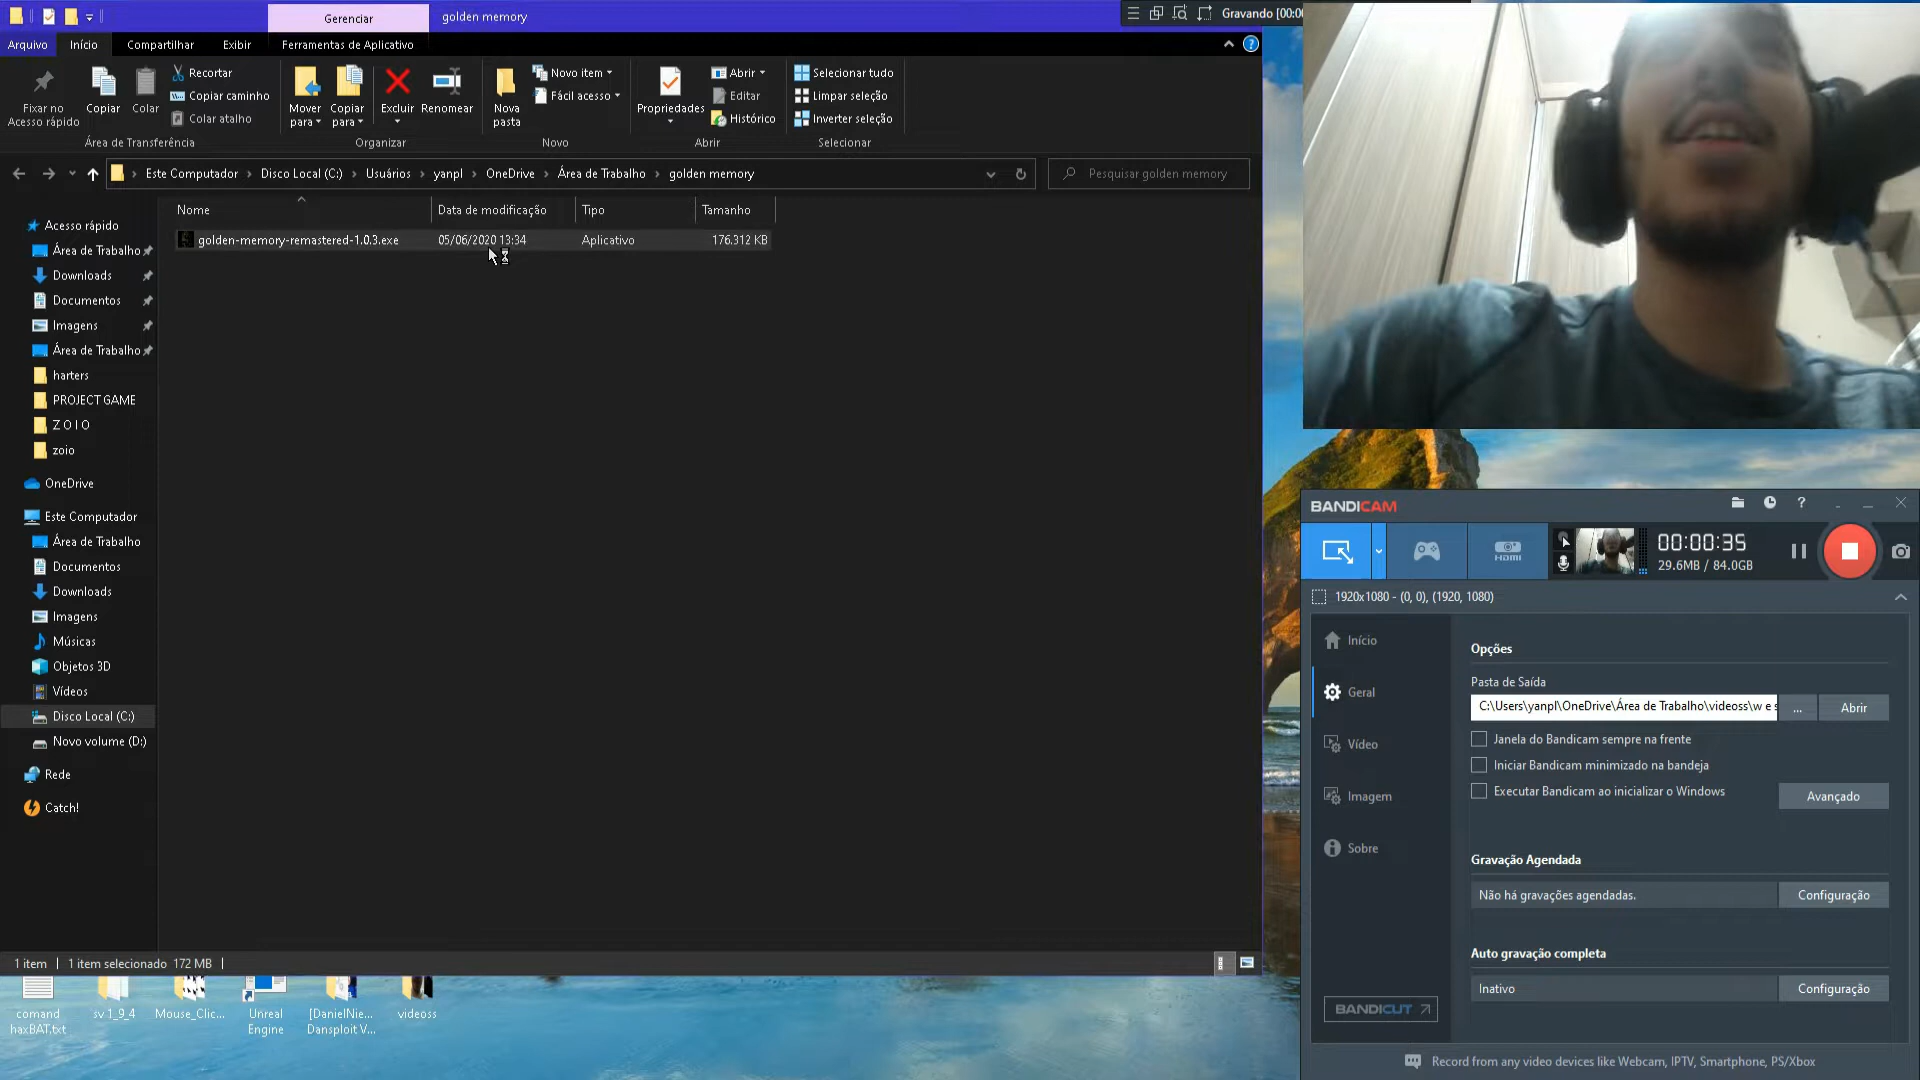 Gerenciar
golden memory
Gravando [00:0
Arquivo
Início
Compartilhar
Exibir
Ferramentas de Aplicativo
Fixar no
Acesso rápido
Copiar
Colar
Recortar
Copiar caminho
Colar atalho
Área de Transferência
Mover
para
Copiar
para
Excluir
Renomear
Organizar
Nova
pasta
Novo item
Fácil acesso
Novo
Propriedades
Abrir
Editar
Histórico
Abrir
Selecionar tudo
Limpar seleção
Inverter seleção
Selecionar
Este Computador > Disco Local (C:) > Usuários > yanpl > OneDrive > Área de Trabalho > golden memory
Pesquisar golden memory
Nome
Data de modificação
Tipo
Tamanho
golden-memory-remastered-1.0.3.exe
05/06/2020 13:34
Aplicativo
176.312 KB
Acesso rápido
Área de Trabalho
Downloads
Documentos
Imagens
Área de Trabalho
harters
PROJECT GAME
Z O I O
zoio
OneDrive
Este Computador
Área de Trabalho
Documentos
Downloads
Imagens
Músicas
Objetos 3D
Vídeos
Disco Local (C:)
Novo volume (D:)
Rede
Catch!
1 item
1 item selecionado 172 MB
comand
haxBAT.txt
sv 1_9_4
Mouse_Clic...
Unreal
Engine
[DanielNie...
Dansploit V...
videoss
BANDICAM
HDMI
00:00:35
29.6MB / 84.0GB
1920x1080 - (0, 0), (1920, 1080)
Início
Geral
Vídeo
Imagem
Sobre
BANDICUT
Opções
Pasta de Saída
C:\Users\yanpl\OneDrive\Área de Trabalho\videoss\w e s
...
Abrir
Janela do Bandicam sempre na frente
Iniciar Bandicam minimizado na bandeja
Executar Bandicam ao inicializar o Windows
Avançado
Gravação Agendada
Não há gravações agendadas.
Configuração
Auto gravação completa
Inativo
Configuração
Record from any video devices like Webcam, IPTV, Smartphone, PS/Xbox